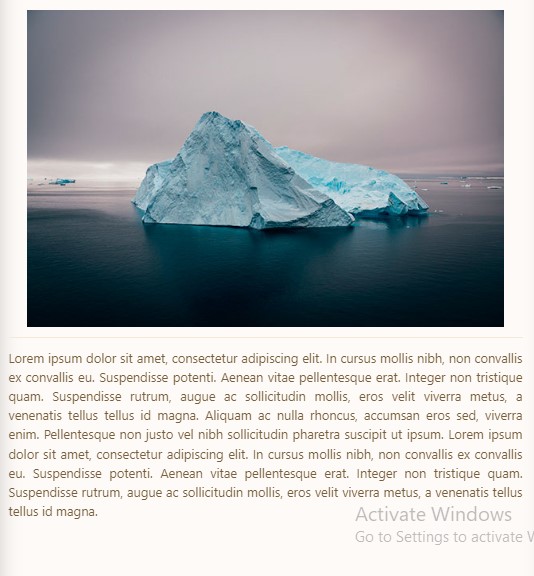 Lorem ipsum dolor sit amet, consectetur adipiscing elit. In cursus mollis nibh, non convallis
ex convallis eu. Suspendisse potenti. Aenean vitae pellentesque erat. Integer non tristique
quam. Suspendisse rutrum, augue ac sollicitudin mollis, eros velit viverra metus, a
venenatis tellus tellus id magna. Aliquam ac nulla rhoncus, accumsan eros sed, viverra
enim. Pellentesque non justo vel nibh sollicitudin pharetra suscipit ut ipsum. Lorem ipsum
dolor sit amet, consectetur adipiscing elit. In cursus mollis nibh, non convallis ex convallis
eu. Suspendisse potenti. Aenean vitae pellentesque erat. Integer non tristique quam.
Suspendisse rutrum, augue ac sollicitudin mollis, eros velit viverra metus, a venenatis tellus
tellus id magna.
Activate Windows
Go to Settings to activate W